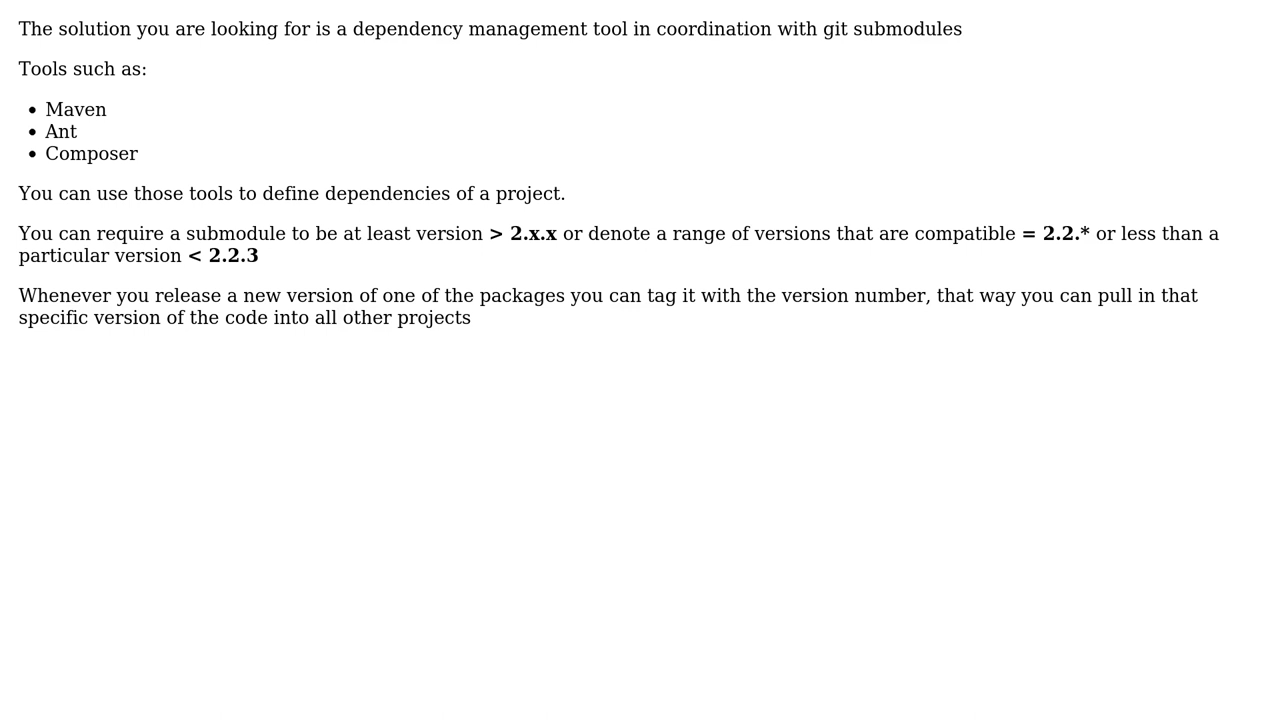 The solution you are looking for is a dependency management tool in coordination with git submodules
Tools such as:
• Maven
• Ant
• Composer
You can use those tools to define dependencies of a project.
You can require a submodule to be at least version > 2.x.x or denote a range of versions that are compatible = 2.2.* or less than a
particular version < 2.2.3
Whenever you release a new version of one of the packages you can tag it with the version number, that way you can pull in that
specific version of the code into all other projects